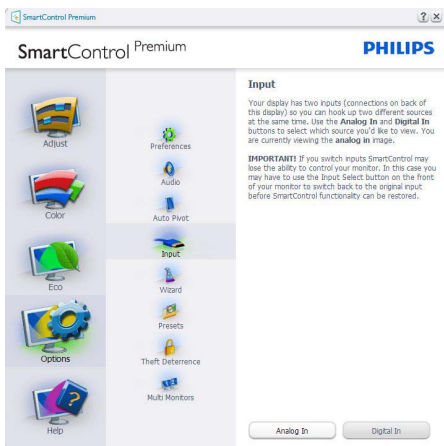 SmartControl Premium
? X
SmartControl Premium
PHILIPS
Adjust
Color
Eco
Options
Help
Preferences
Audio
Auto Pivot
Input
Wizard
Presets
Theft Deterrence
Multi Monitors
Input
Your display has two inputs (connections on back of
this display) so you can hook up two different sources
at the same time. Use the Analog In and Digital In
buttons to select which source you'd like to view. You
are currently viewing the analog in image.
IMPORTANT! If you switch inputs SmartControl may
lose the ability to control your monitor. In this case you
may have to use the Input Select button on the front
of your monitor to switch back to the original input
before SmartControl functionality can be restored.
Analog In
Digital In